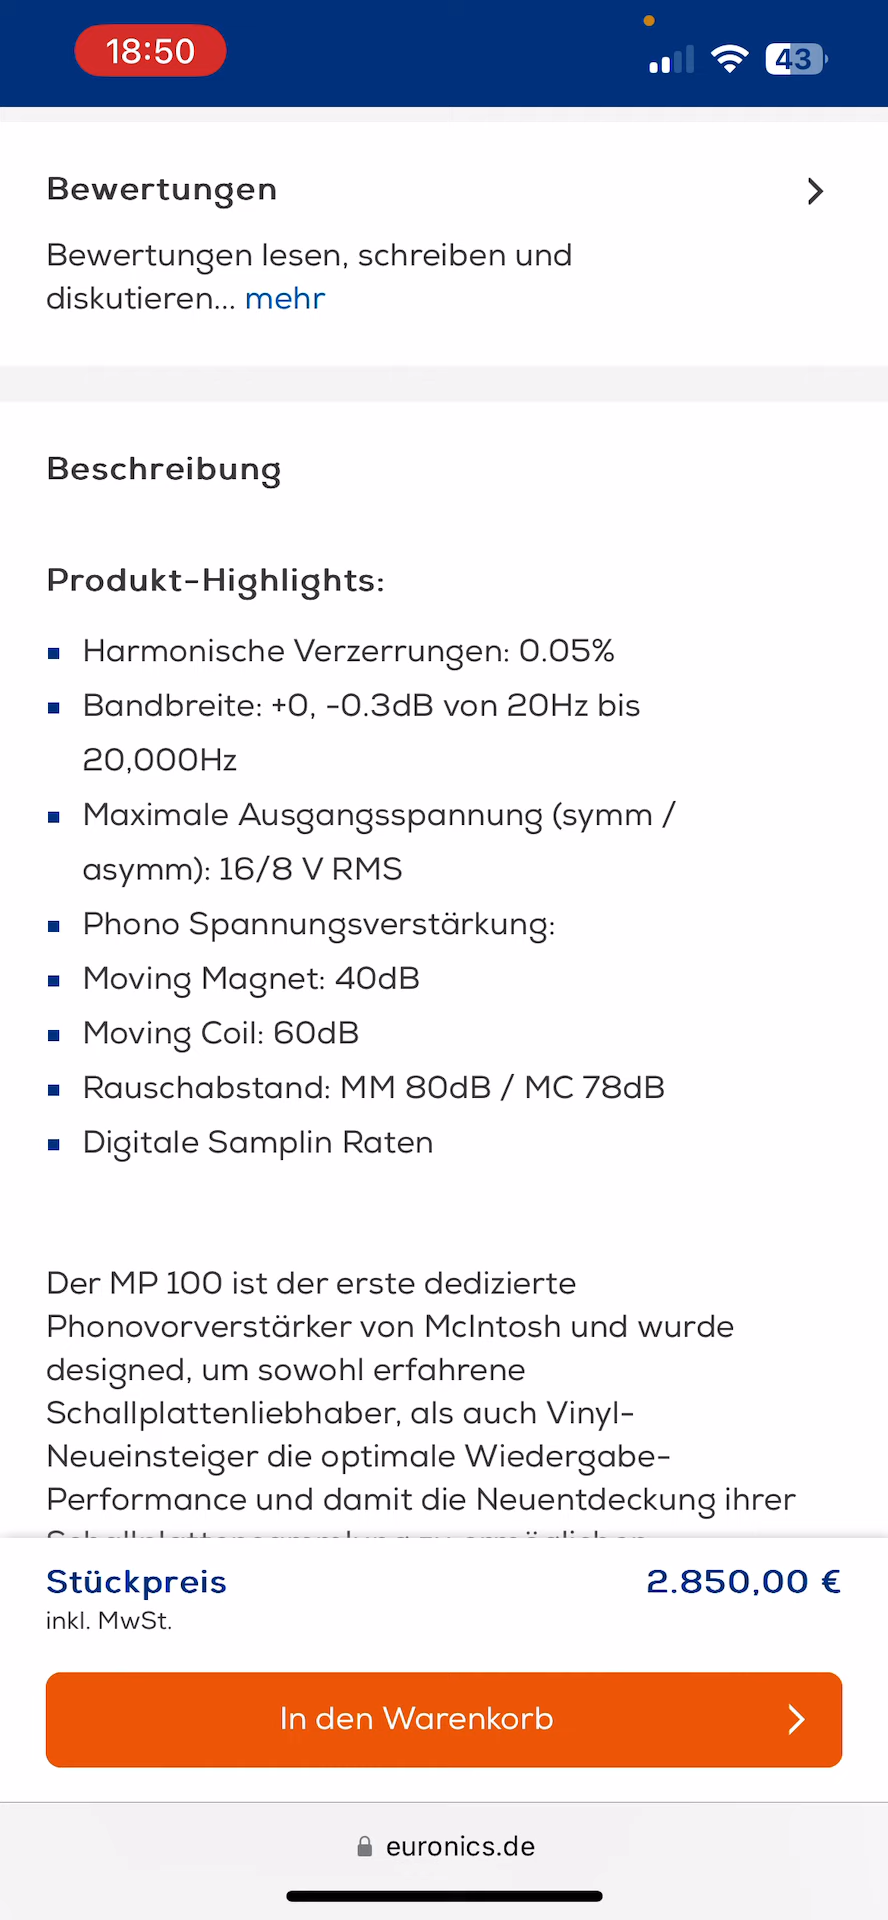 18:50
43
Bewertungen
Bewertungen lesen, schreiben und
diskutieren... mehr
Beschreibung
Produkt-Highlights:
Harmonische Verzerrungen: 0.05%
Bandbreite: +0, -0.3dB von 20Hz bis
20,000Hz
Maximale Ausgangsspannung (symm /
asymm): 16/8 V RMS
Phono Spannungsverstärkung:
Moving Magnet: 40dB
Moving Coil: 60dB
Rauschabstand: MM 80dB / MC 78dB
Digitale Samplin Raten
Der MP 100 ist der erste dedizierte
Phonovorverstärker von McIntosh und wurde
designed, um sowohl erfahrene
Schallplattenliebhaber, als auch Vinyl-
Neueinsteiger die optimale Wiedergabe-
Performance und damit die Neuentdeckung ihrer
Stückpreis 2.850,00 €
inkl. MwSt.
In den Warenkorb
euronics.de